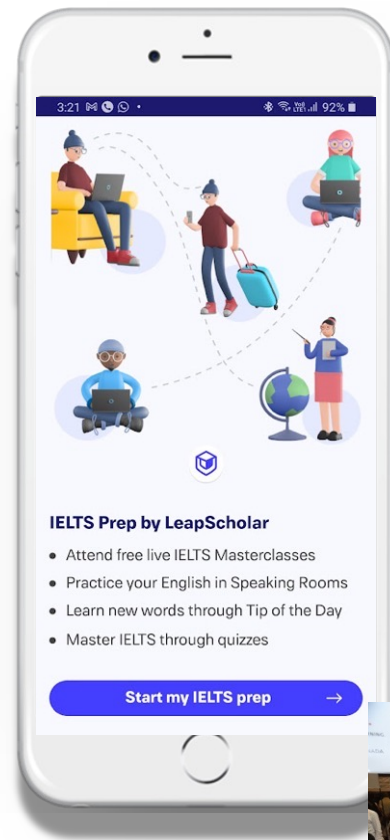 3:21
92%
IELTS Prep by LeapScholar
• Attend free live IELTS Masterclasses
• Practice your English in Speaking Rooms
• Learn new words through Tip of the Day
• Master IELTS through quizzes
Start my IELTS prep →